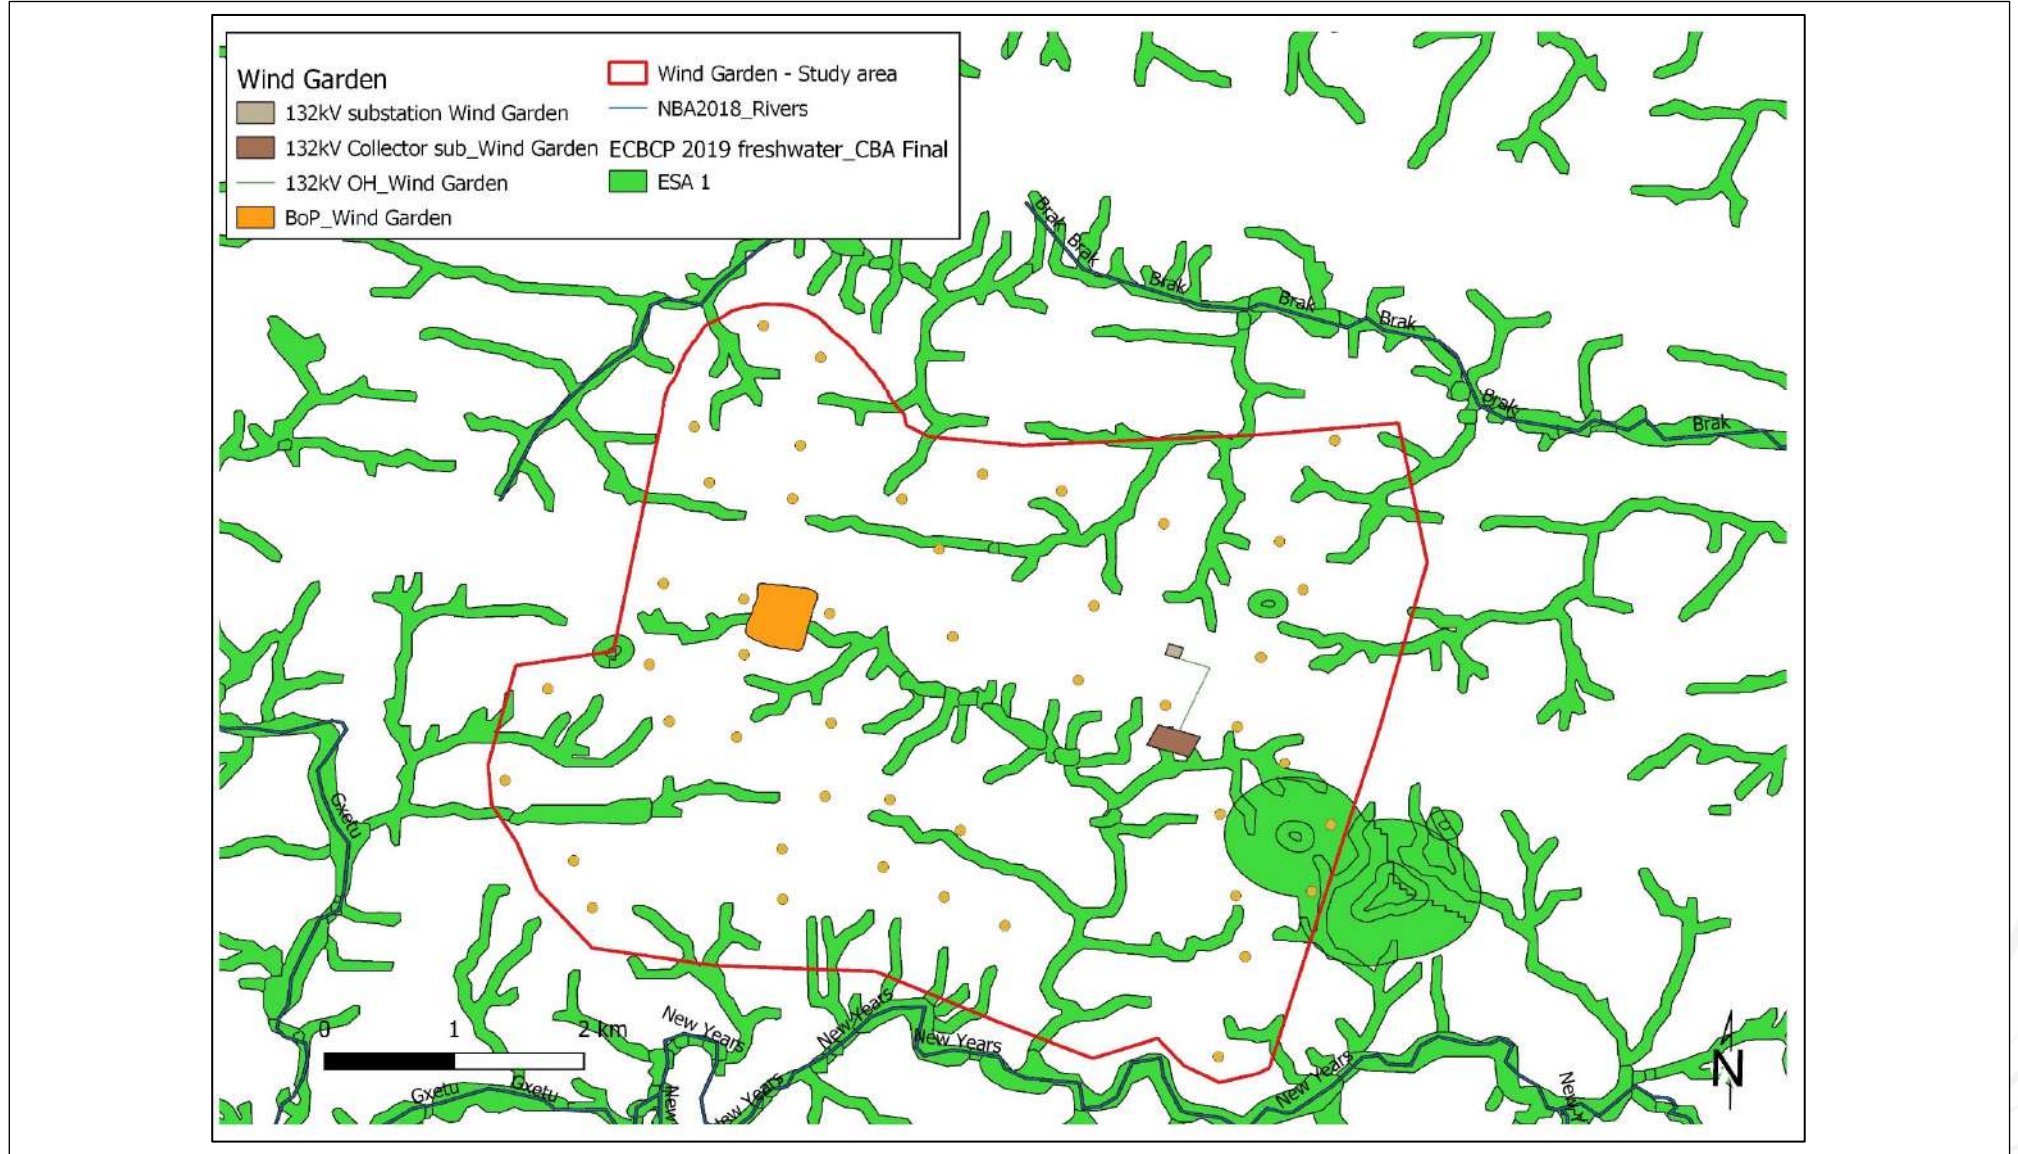 Wind Garden
132kV substation Wind Garden
132kV Collector sub_Wind Garden
132kV OH_Wind Garden
BoP_Wind Garden
Wind Garden - Study area
NBA2018_Rivers
ECBCP 2019 freshwater_CBA Final
ESA 1
Brak
Brak
Brak
Brak
Brak
Brak
Brak
Gxetu
0 1 2 km
New Years
New Years
New Years
New Years
New Years
Gxetu
Gxetu
New
New Y
N